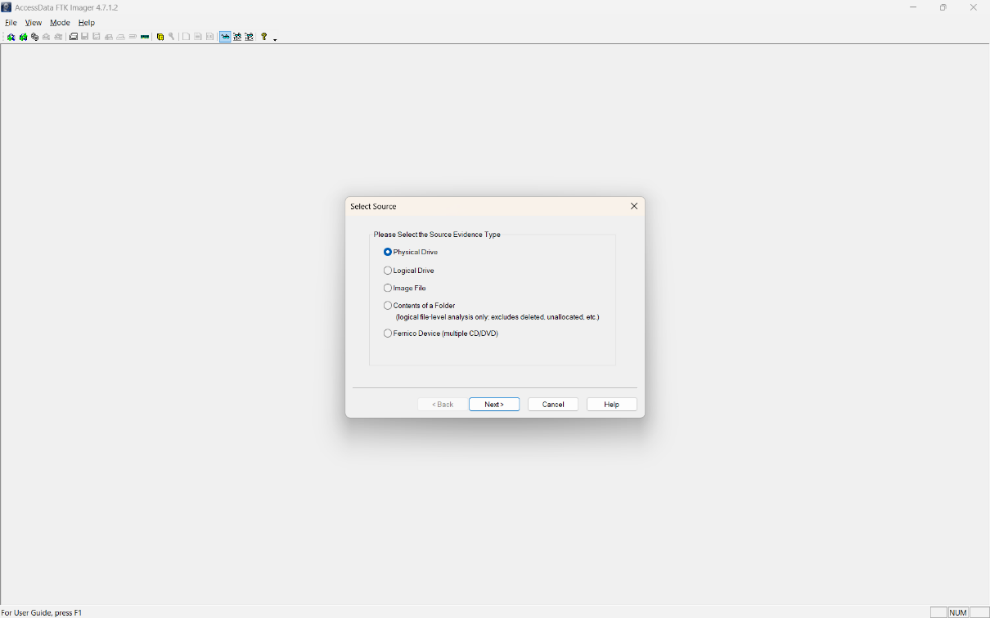 AccessData FTK Imager 4.7.1.2
File View Mode Help
Select Source
Please Select the Source Evidence Type
Physical Drive
Logical Drive
Image File
Contents of a Folder
(logical file-level analysis only; excludes deleted, unallocated, etc.)
Fernico Device (multiple CD/DVD)
< Back Next > Cancel Help
For User Guide, press F1
NUM